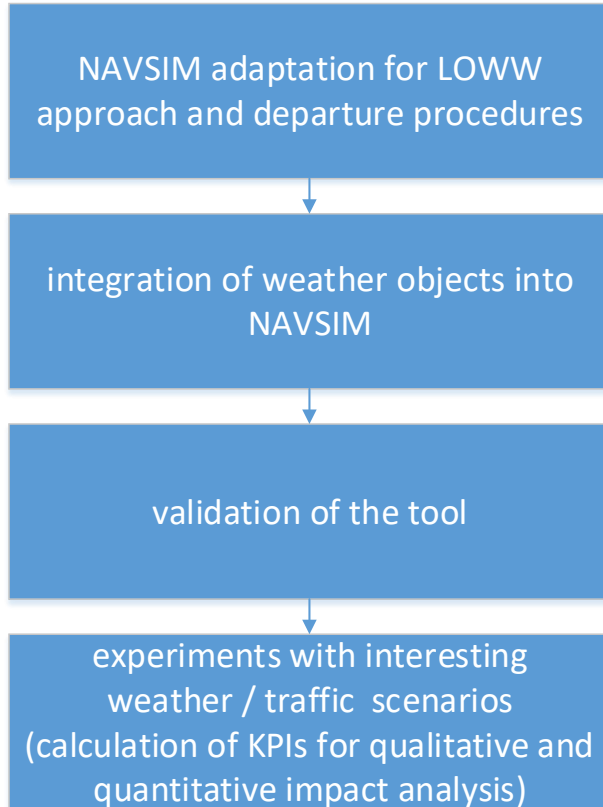 NAVSIM adaptation for LOWW
approach and departure procedures
integration of weather objects into
NAVSIM
validation of the tool
experiments with interesting
weather / traffic  scenarios
(calculation of KPIs for qualitative and
quantitative impact analysis)